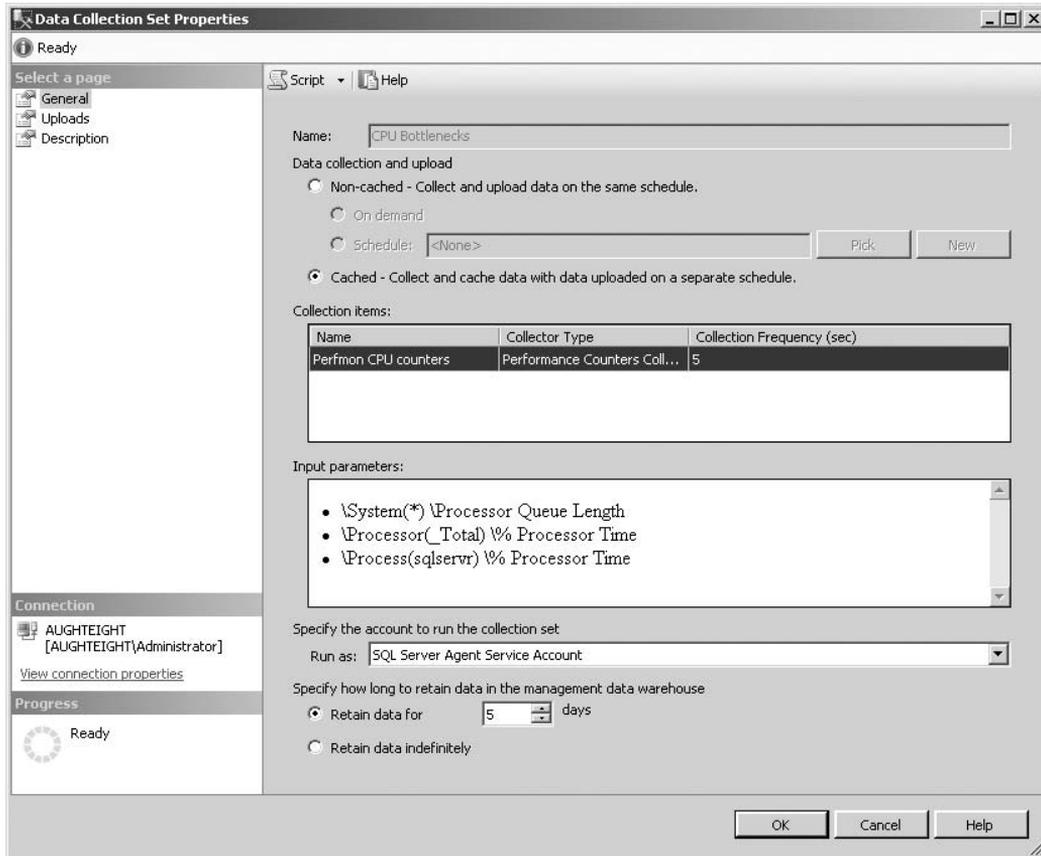 Data Collection Set Properties
Ready
Select a page
General
Uploads
Description
Connection
AUGHTEIGHT
[AUGHTEIGHT\Administrator]
View connection properties
Progress
Ready
Script Help
Name: CPU Bottlenecks
Data collection and upload
Non-cached - Collect and upload data on the same schedule.
On demand
Schedule: <None> Pick New
Cached - Collect and cache data with data uploaded on a separate schedule.
Collection items:
Name Collector Type Collection Frequency (sec)
Perfmon CPU counters Performance Counters Coll... 5
Input parameters:
• \System(*) \Processor Queue Length
• \Processor(_Total) \% Processor Time
• \Process(sqlservr) \% Processor Time
Specify the account to run the collection set
Run as: SQL Server Agent Service Account
Specify how long to retain data in the management data warehouse
Retain data for 5 days
Retain data indefinitely
OK Cancel Help